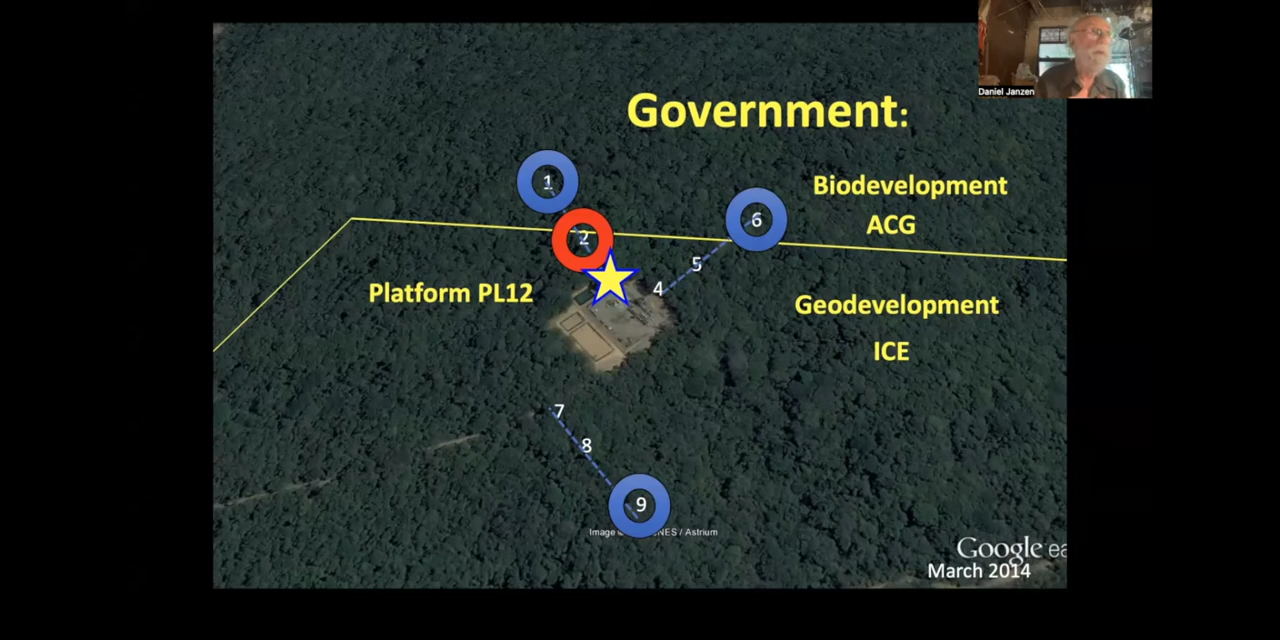 Daniel Janzen
Government:
1
Biodevelopment
6
ACG
2
5
4
Platform PL12
Geodevelopment
ICE
7
8
9
Image NES / Astrium
Google ea
March 2014